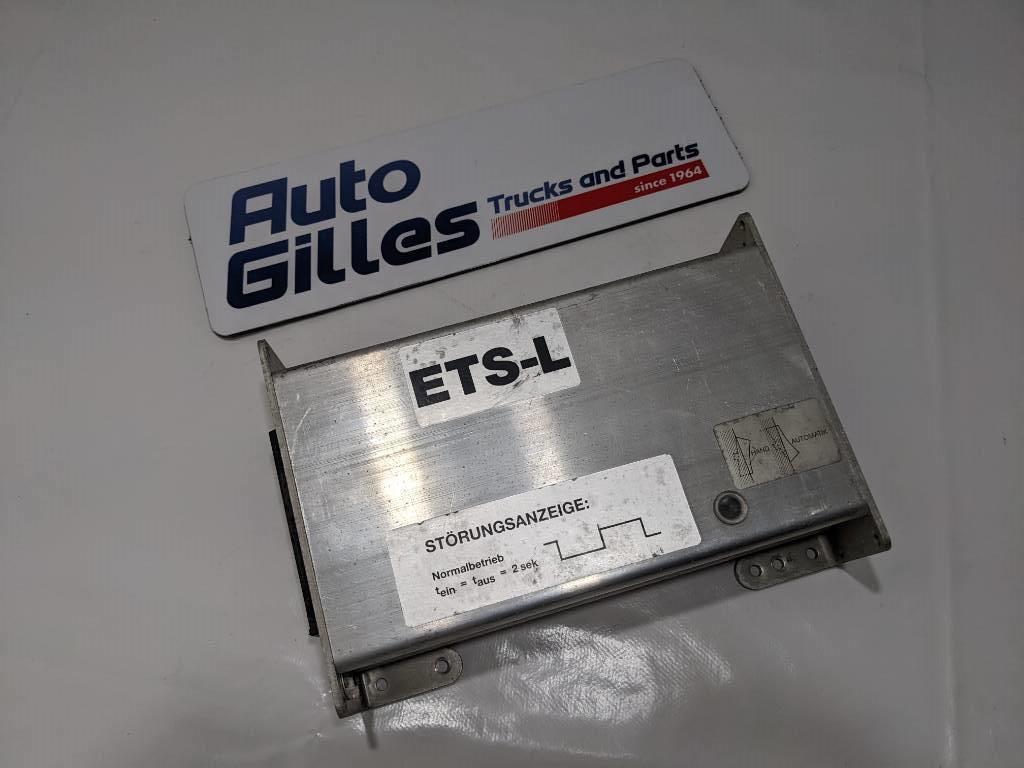 Auto
Gilles
Trucks and Parts
since 1964
ETS-L
HAND
AUTOMATIK
STÖRUNGSANZEIGE:
Normalbetrieb
tein = taus = 2 sek